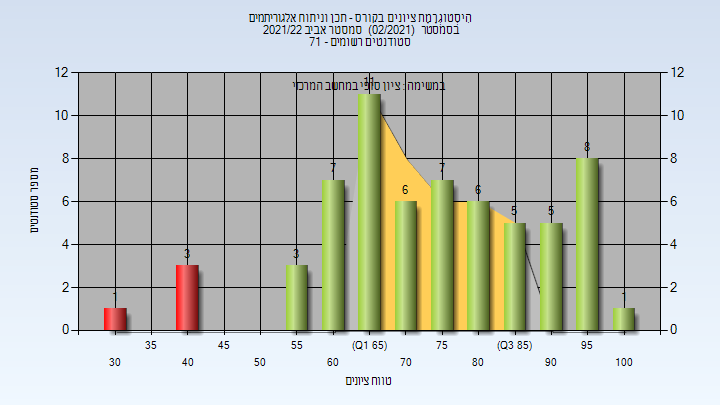 היסטוגרמת ציונים בקורס - תכן וניתוח אלגוריתמים
בסמסטר (02/2021) סמסטר אביב 2021/22
סטודנטים רשומים - 71
במשימה : ציון סופי במחשב המרכזי
12 12
10 10
8 8
6 6
4 4
2 2
0 0
מספר סטודנטים
1 3 3 7 11 6 7 6 5 5 8 1
35 45 55 (Q1 65) 75 (Q3 85) 95
30 40 50 60 70 80 90 100
טווח ציונים